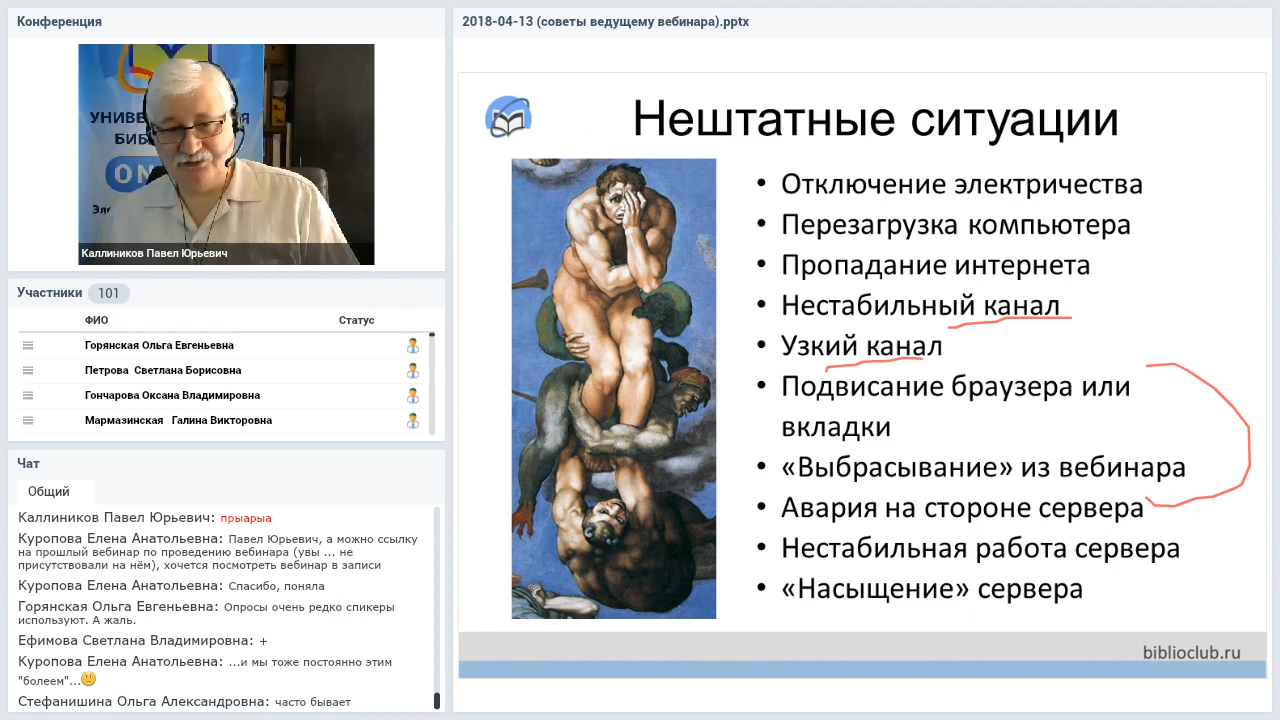 Конференция
УНИВЕ
АЯ
БИБ
ON
Эле
Каллиников Павел Юрьевич
Участники 101
ФИО Статус
Горянская Ольга Евгеньевна
Петрова Светлана Борисовна
Гончарова Оксана Владимировна
Мармазинская Галина Викторовна
Чат
Общий
Каллиников Павел Юрьевич: прыарыа
Куропова Елена Анатольевна: Павел Юрьевич, а можно ссылку
на прошлый вебинар по проведению вебинара (увы ... не
присутствовали на нём), хочется посмотреть вебинар в записи
Куропова Елена Анатольевна: Спасибо, поняла
Горянская Ольга Евгеньевна: Опросы очень редко спикеры
используют. А жаль.
Ефимова Светлана Владимировна: +
Куропова Елена Анатольевна: ...и мы тоже постоянно этим
"болеем"...
Стефанишина Ольга Александровна: часто бывает
2018-04-13 (советы ведущему вебинара).pptx
Нештатные ситуации
• Отключение электричества
• Перезагрузка компьютера
• Пропадание интернета
• Нестабильный канал
• Узкий канал
• Подвисание браузера или
вкладки
• «Выбрасывание» из вебинара
• Авария на стороне сервера
• Нестабильная работа сервера
• «Насыщение» сервера
biblioclub.ru